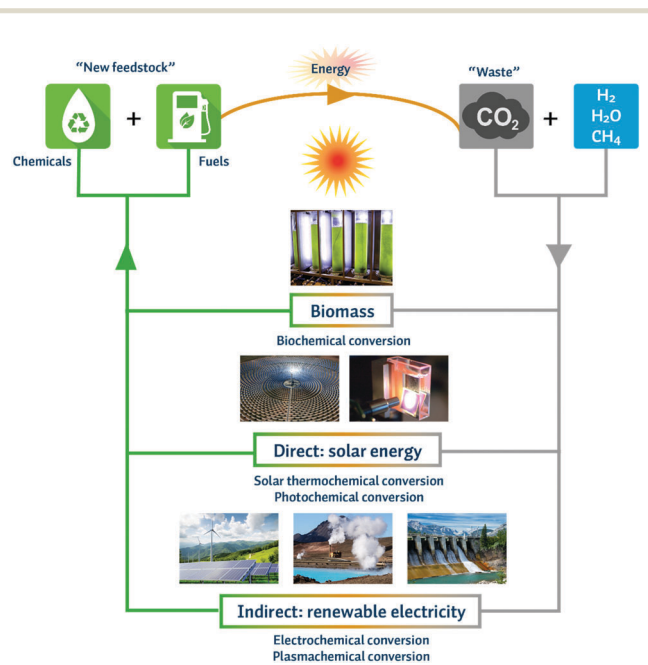 "New feedstock"
Energy
"Waste"
+
CO₂
+
H₂
H₂O
CH₄
Chemicals
Fuels
Biomass
Biochemical conversion
Direct: solar energy
Solar thermochemical conversion
Photochemical conversion
Indirect: renewable electricity
Electrochemical conversion
Plasmachemical conversion